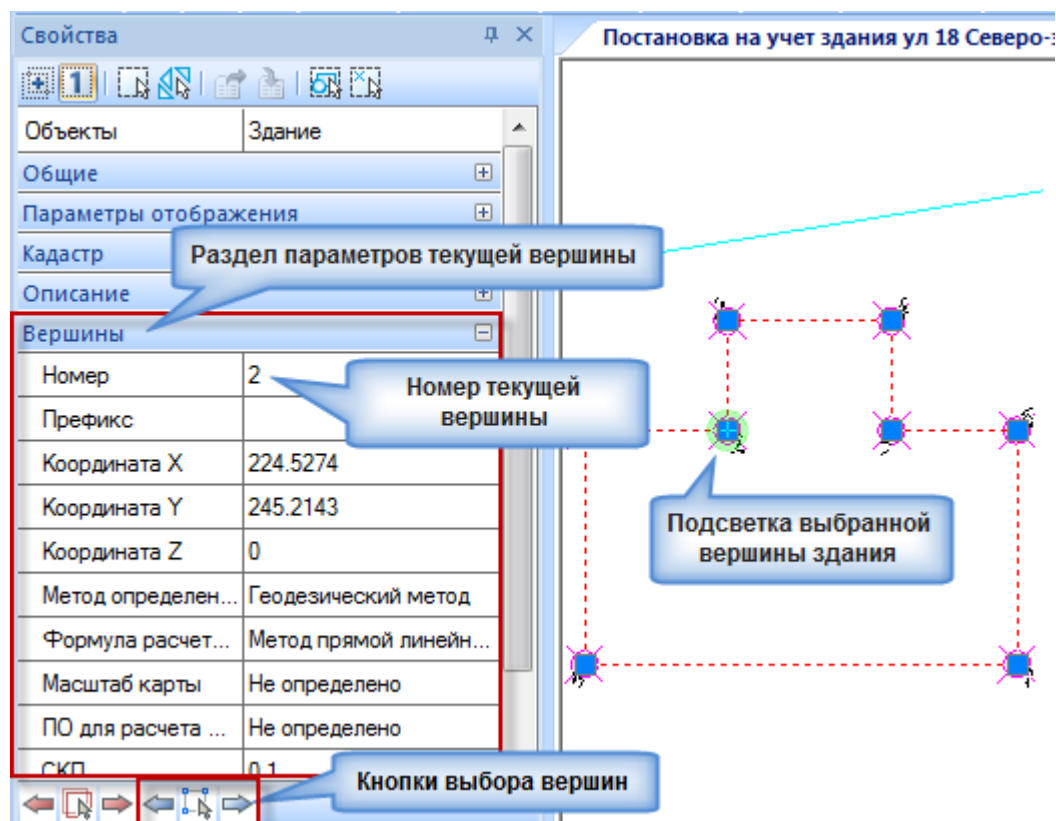 Свойства
Постановка на учет здания ул 18 Северо-
1
Объекты Здание
Общие
Параметры отображения
Кадастр
Раздел параметров текущей вершины
Описание
Вершины
Номер 2
Номер текущей
вершины
Префикс
Координата X 224.5274
Координата Y 245.2143
Координата Z 0
Подсветка выбранной
вершины здания
Метод определен... Геодезический метод
Формула расчет... Метод прямой линейн...
Масштаб карты Не определено
ПО для расчета ... Не определено
СКП 0.1
Кнопки выбора вершин